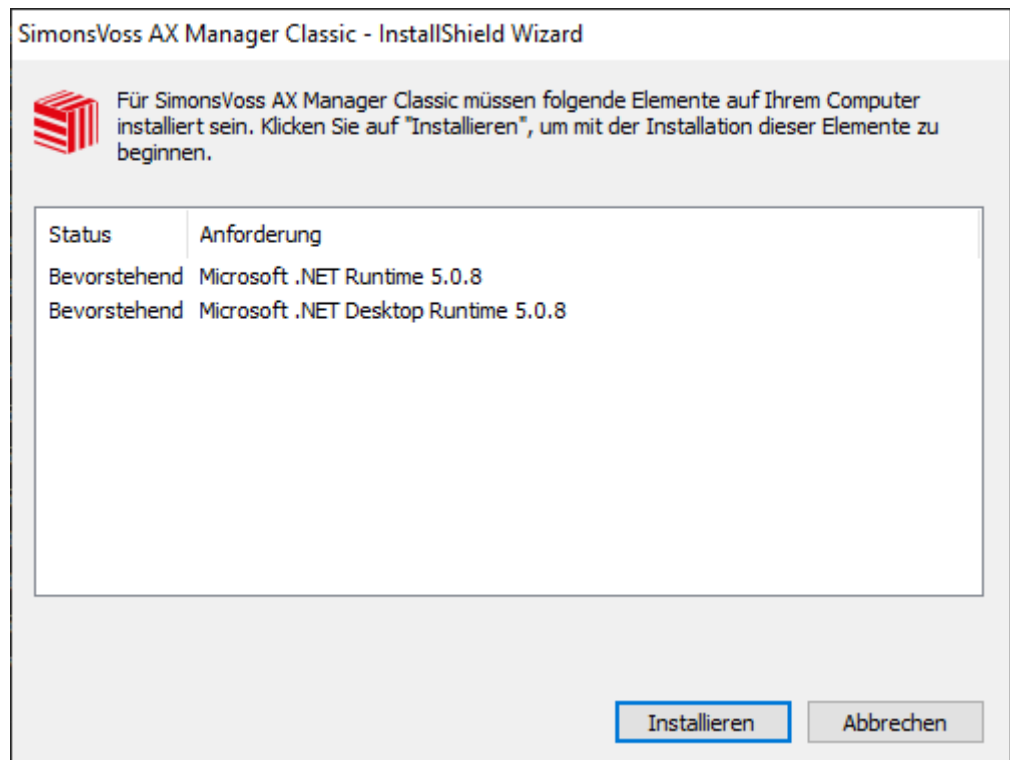 SimonsVoss AX Manager Classic - InstallShield Wizard
Für SimonsVoss AX Manager Classic müssen folgende Elemente auf Ihrem Computer
installiert sein. Klicken Sie auf "Installieren", um mit der Installation dieser Elemente zu
beginnen.
Status Anforderung
Bevorstehend Microsoft .NET Runtime 5.0.8
Bevorstehend Microsoft .NET Desktop Runtime 5.0.8
Installieren Abbrechen